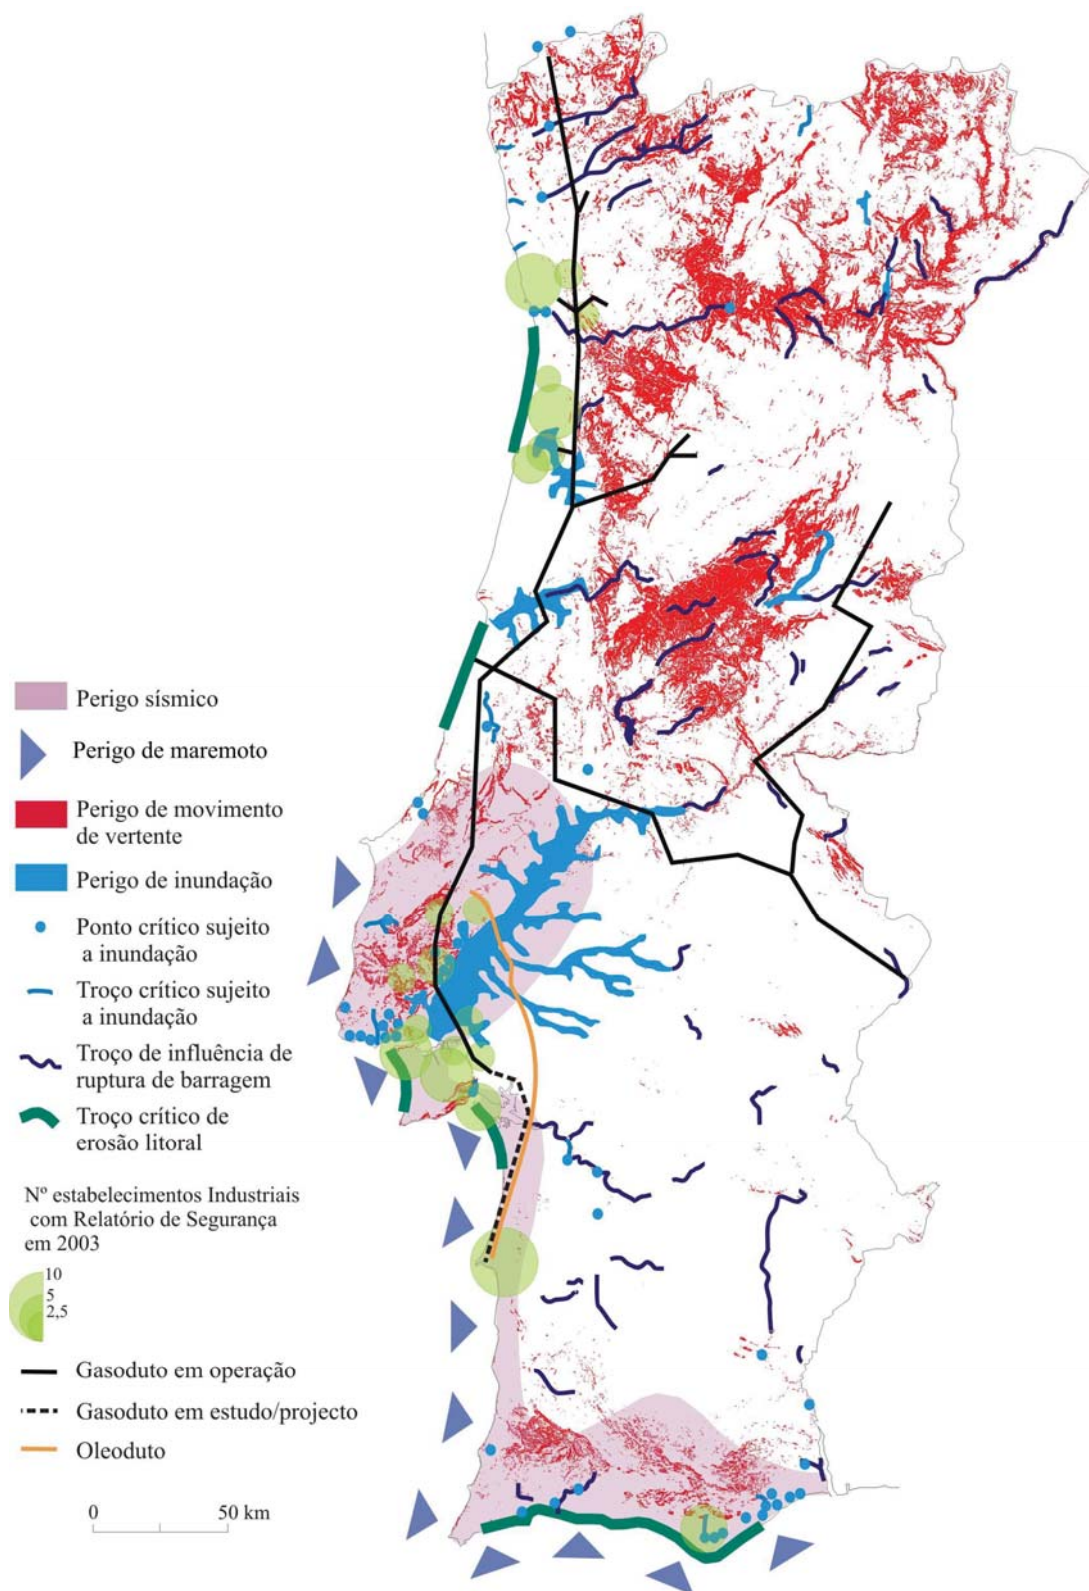 Perigo sísmico
Perigo de maremoto
Perigo de movimento
de vertente
Perigo de inundação
Ponto crítico sujeito
a inundação
Troço crítico sujeito
a inundação
Troço de influência de
ruptura de barragem
Troço crítico de
erosão litoral
Nº estabelecimentos Industriais
com Relatório de Segurança
em 2003
10
5
2,5
Gasoduto em operação
Gasoduto em estudo/projecto
Oleoduto
0 50 km